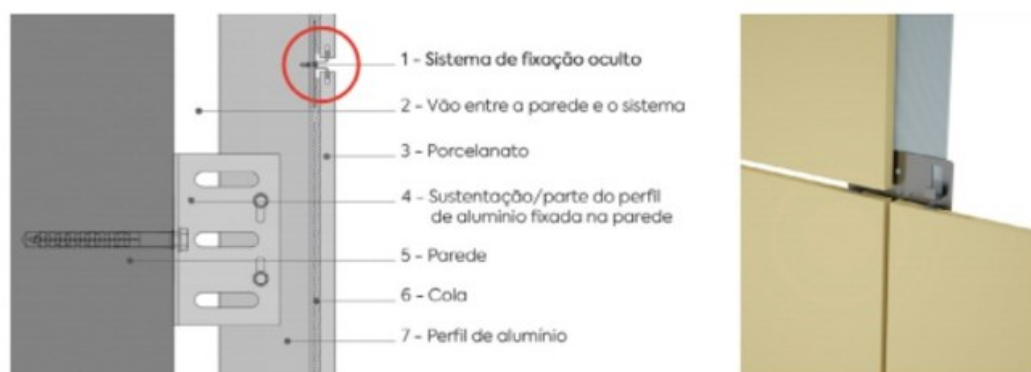 1 - Sistema de fixação oculto
2 - Vão entre a parede e o sistema
3 - Porcelanato
4 - Sustentação/parte do perfil
de alumínio fixada na parede
5 - Parede
6 - Cola
7 - Perfil de alumínio